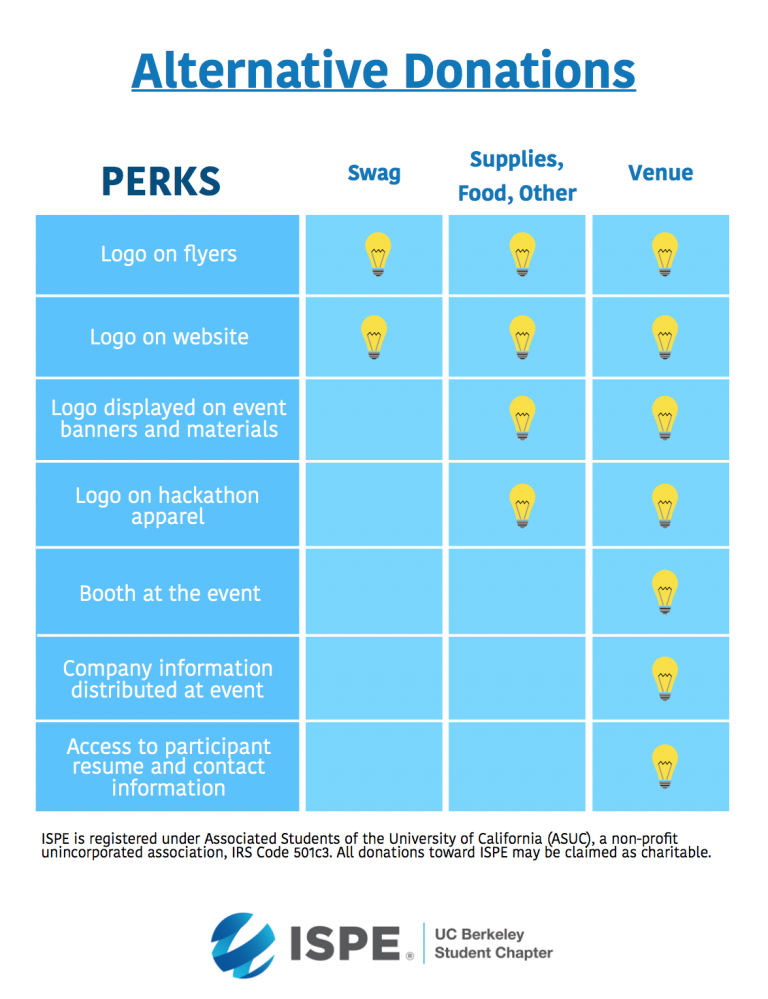 Alternative Donations
PERKS
Swag
Supplies,
Food, Other
Venue
Logo on flyers
Logo on website
Logo displayed on event
banners and materials
Logo on hackathon
apparel
Booth at the event
Company information
distributed at event
Access to participant
resume and contact
information
ISPE is registered under Associated Students of the University of California (ASUC), a non-profit
unincorporated association, IRS Code 501c3. All donations toward ISPE may be claimed as charitable.
ISPE®
UC Berkeley
Student Chapter